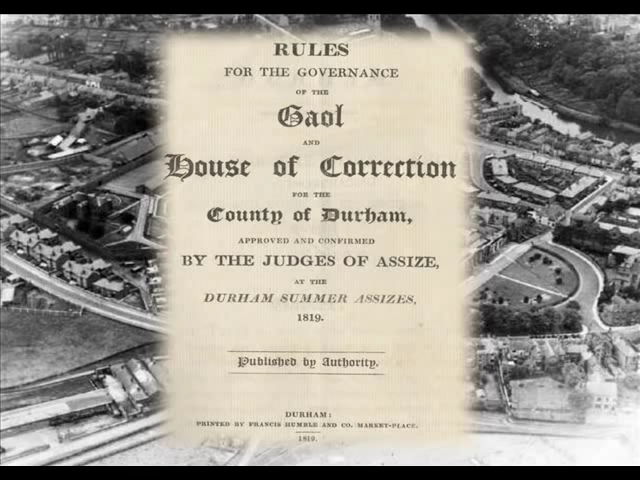 RULES
FOR THE GOVERNANCE
OF THE
Gaol
AND
House of Correction
FOR THE
County of Durham,
APPROVED AND CONFIRMED
BY THE JUDGES OF ASSIZE,
AT THE
DURHAM SUMMER ASSIZES,
1819.
Published by Authority.
DURHAM:
PRINTED BY FRANCIS HUMBLE AND CO. MARKET-PLACE.
1819.